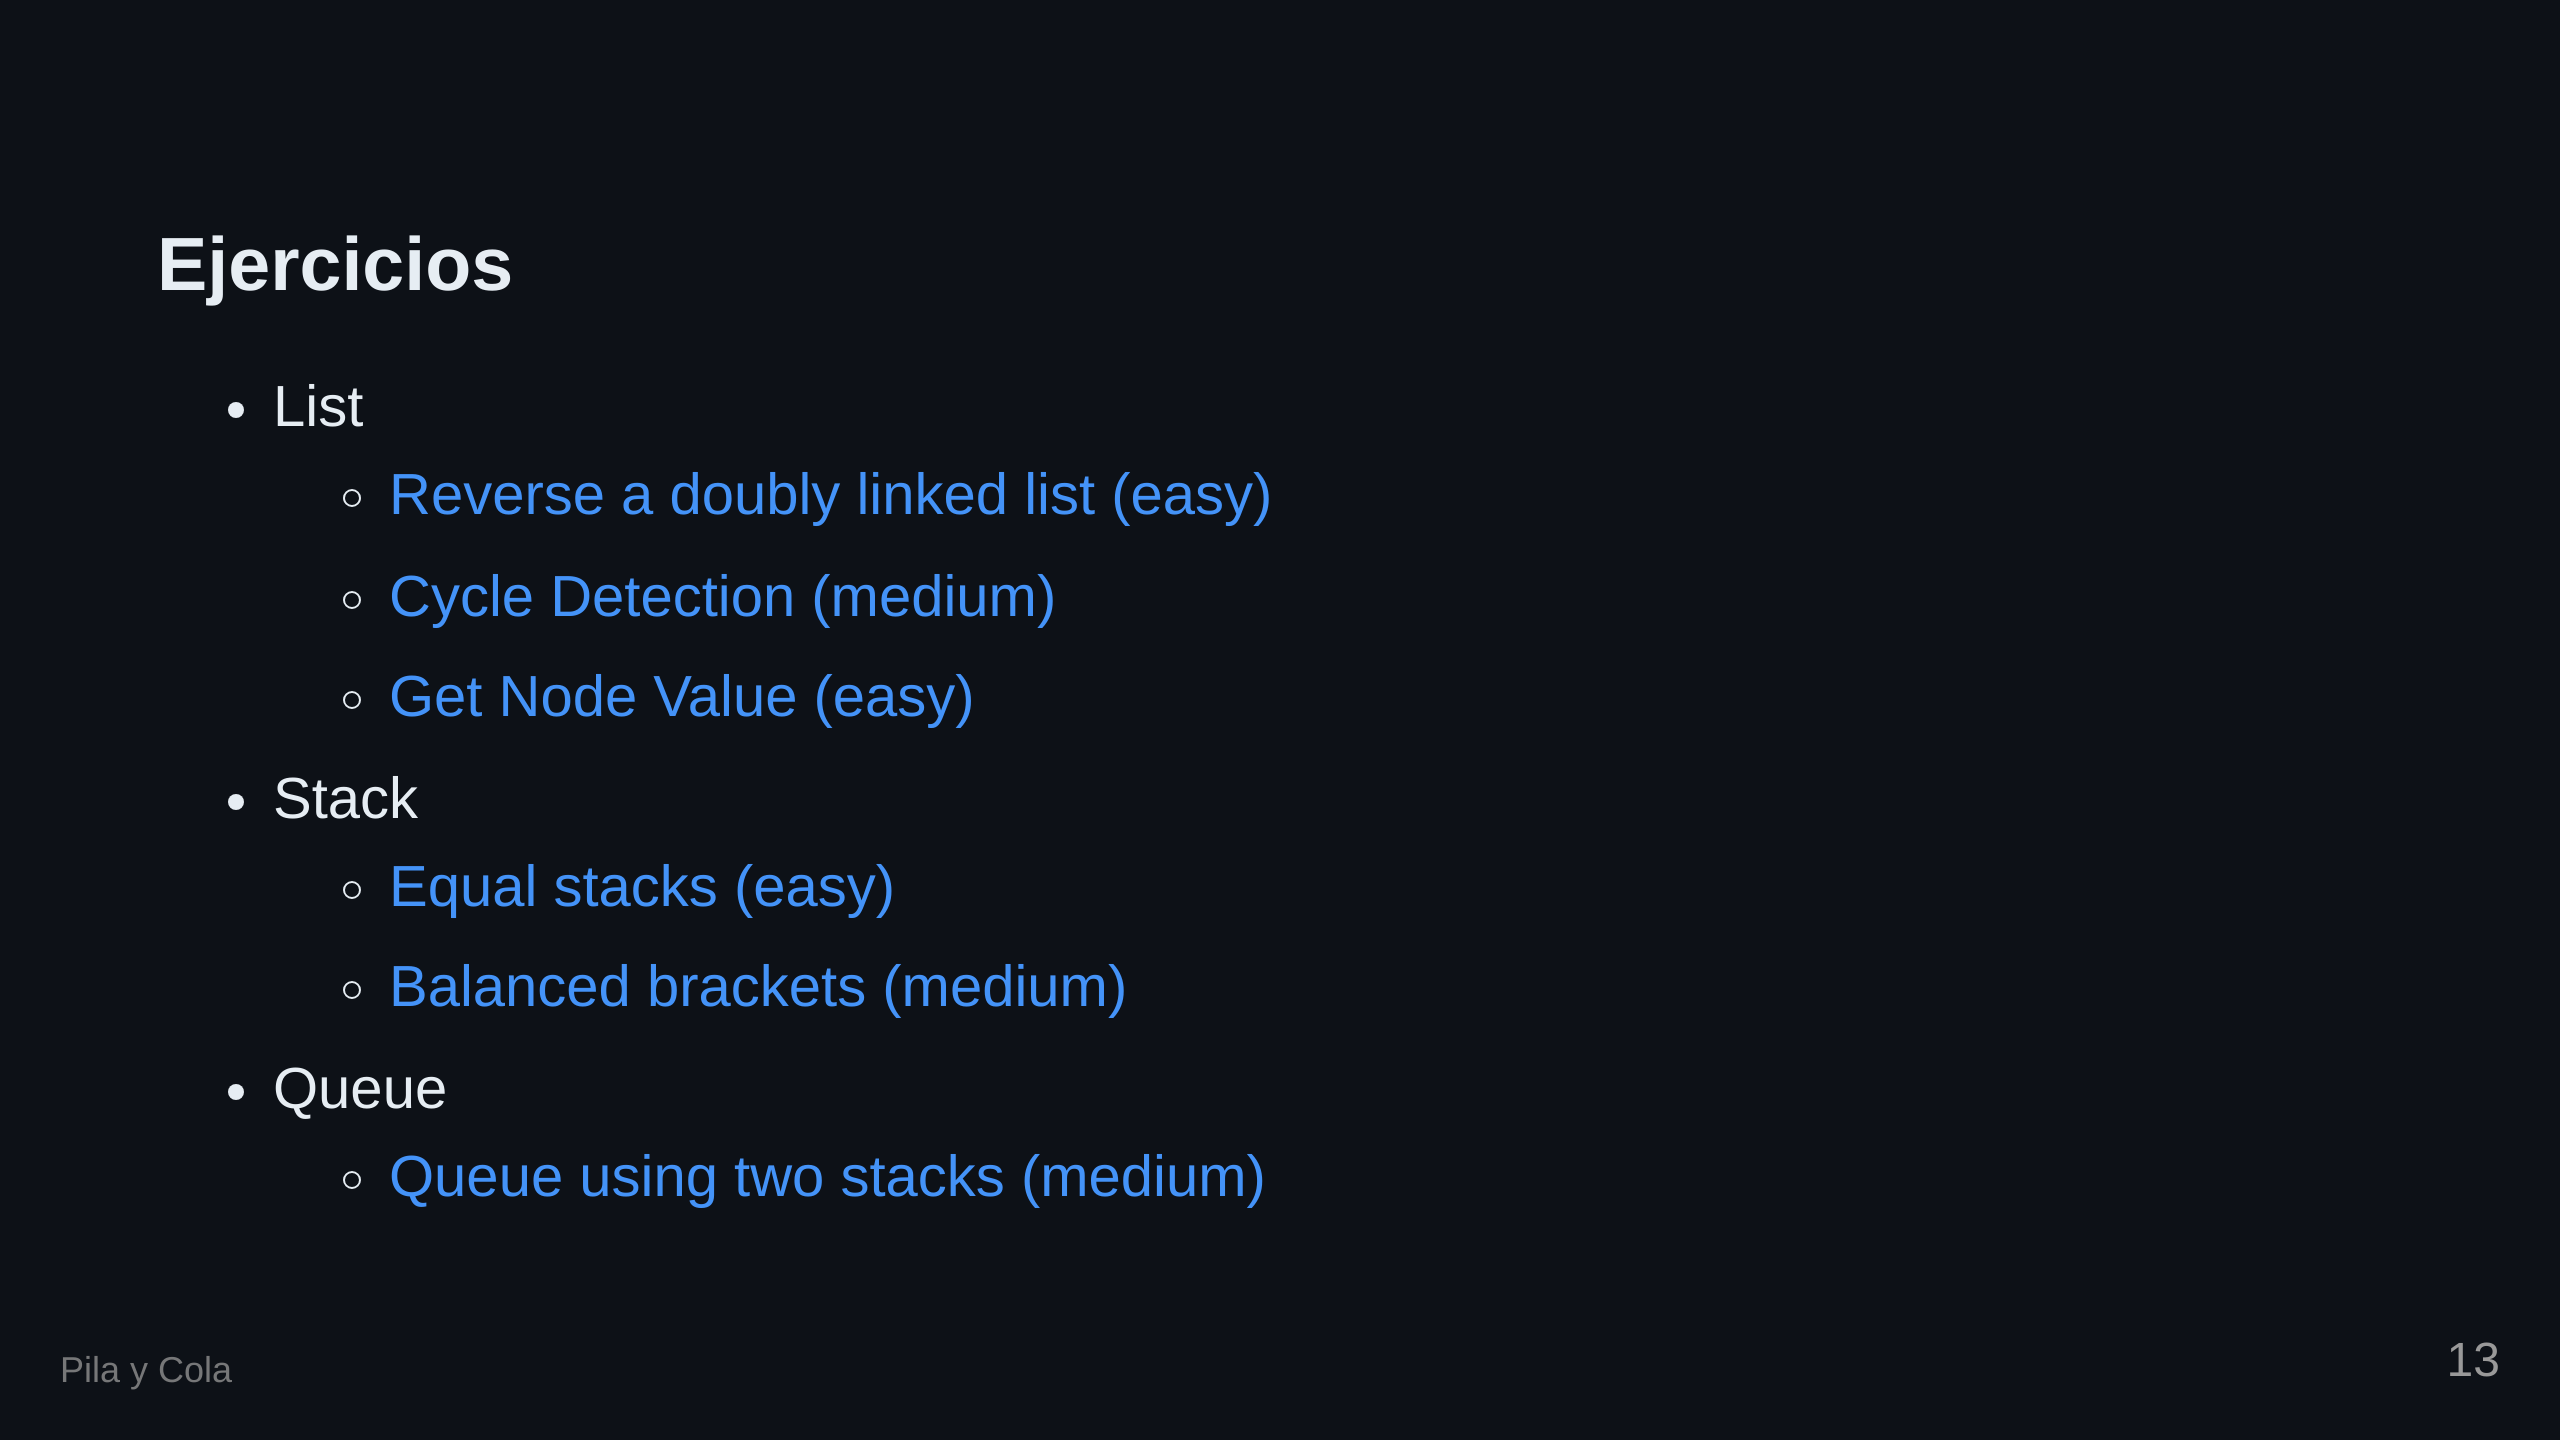 Ejercicios
List
Reverse a doubly linked list (easy)
Cycle Detection (medium)
Get Node Value (easy)
Stack
Equal stacks (easy)
Balanced brackets (medium)
Queue
Queue using two stacks (medium)
Pila y Cola
13